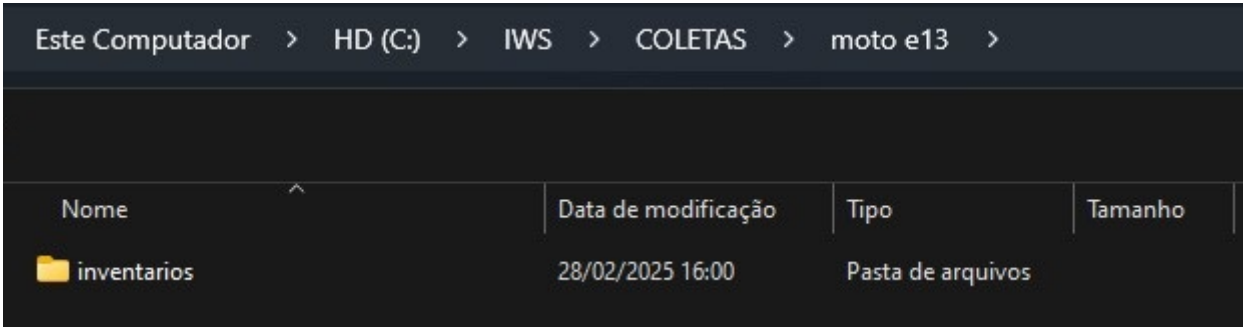 Este Computador > HD (C:) > IWS > COLETAS > moto e13 >
Nome Data de modificação Tipo Tamanho
inventarios 28/02/2025 16:00 Pasta de arquivos